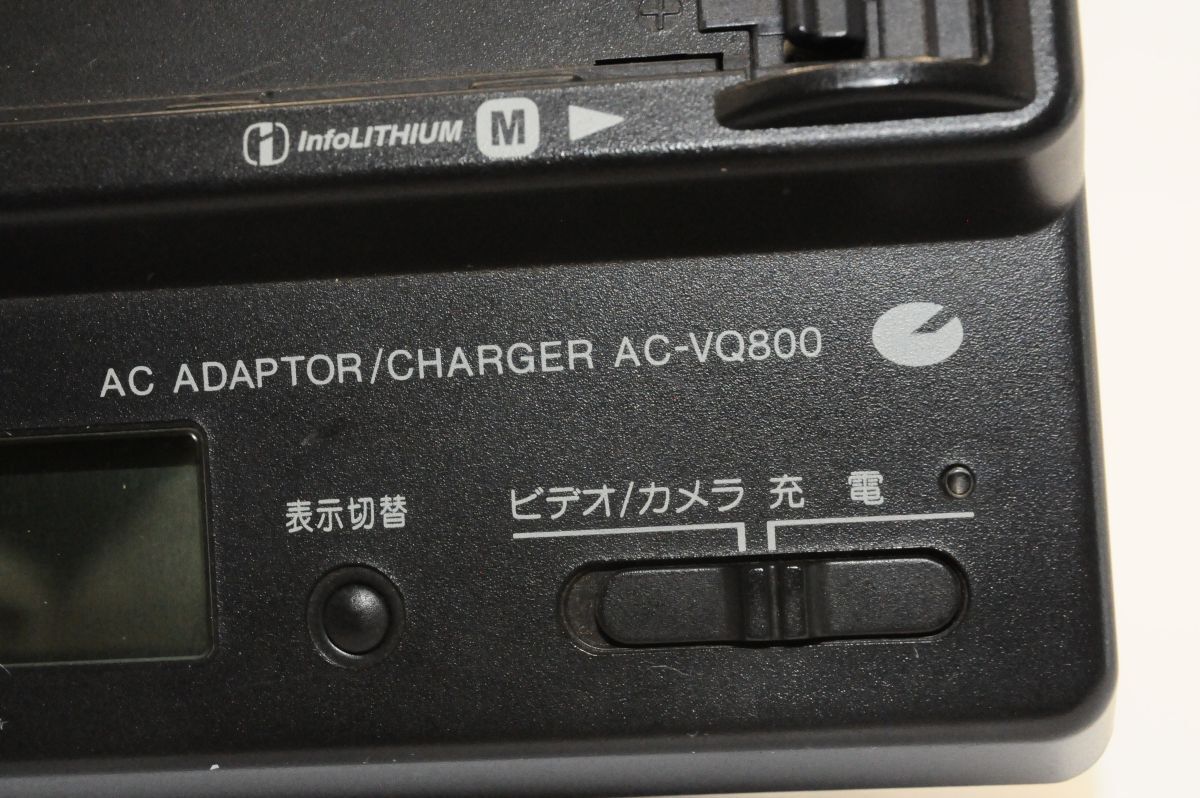 +
InfoLITHIUM M ▶
AC ADAPTOR/CHARGER AC-VQ800
表示切替
ビデオ/カメラ 充電